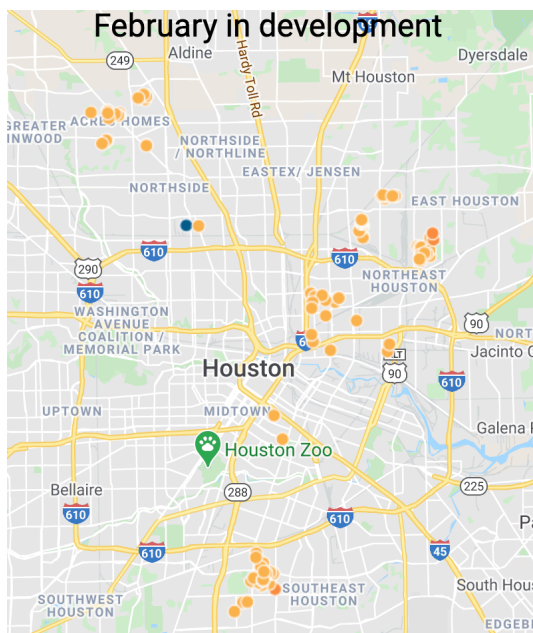 February in development
249
Aldine
Hardy Toll Rd
Dyersdale
Mt Houston
GREATER
INWOOD
ACRES HOMES
NORTHSIDE
/ NORTHLINE
EASTEX/ JENSEN
NORTHSIDE
EAST HOUSTON
610
610
290
610
NORTHEAST
HOUSTON
WASHINGTON
AVENUE
COALITION /
MEMORIAL PARK
90
NORT
Jacinto C
Houston
90
610
UPTOWN
MIDTOWN
Galena P
Houston Zoo
Bellaire
288
225
610
610
610
45
Pa
SOUTHEAST
HOUSTON
South Hous
SOUTHWEST
HOUSTON
EDGEB